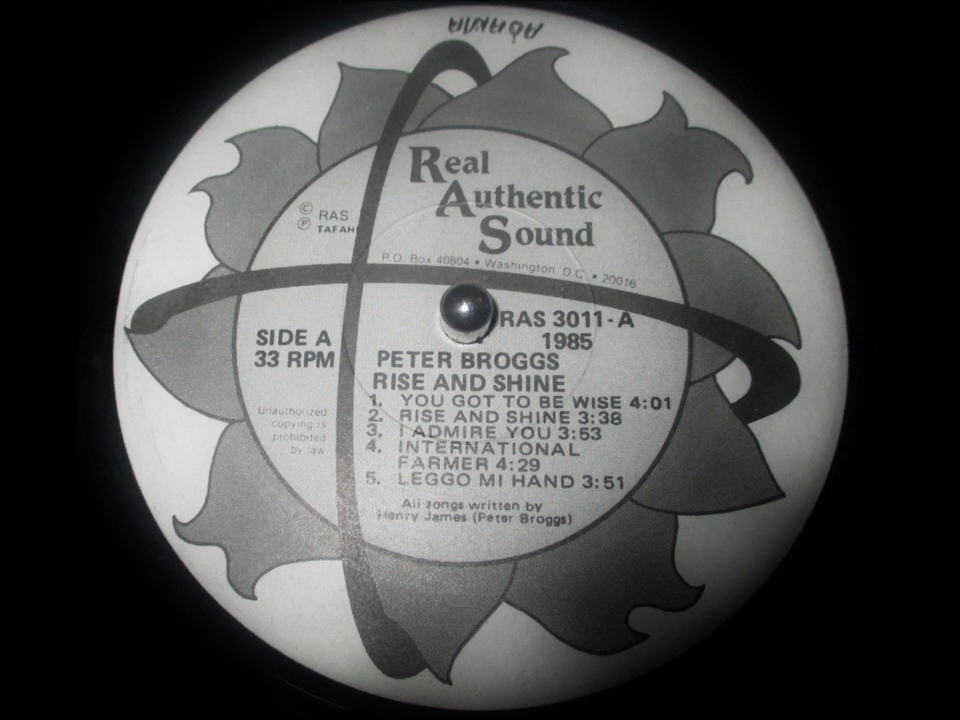 Real
Authentic
Sound
© RAS
℗ TAFAH
P.O. Box 40804 • Washington D.C. • 20016
RAS 3011-A
1985
SIDE A
33 RPM
PETER BROGGS
RISE AND SHINE
1. YOU GOT TO BE WISE 4:01
2. RISE AND SHINE 3:38
3. I ADMIRE YOU 3:53
4. INTERNATIONAL
FARMER 4:29
5. LEGGO MI HAND 3:51
Unauthorized
copying is
prohibited
by law
All songs written by
Henry James (Peter Broggs)